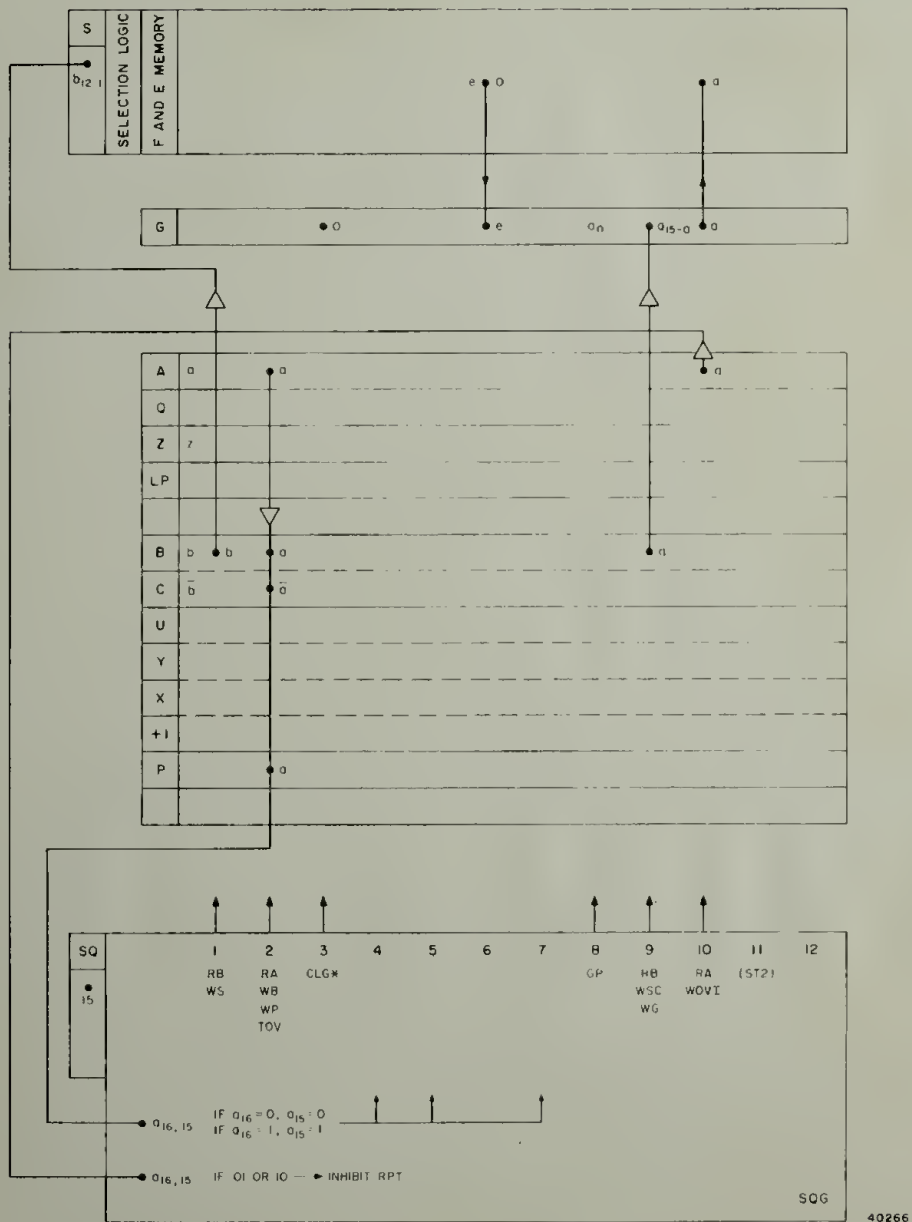 S
b12-1
SELECTION LOGIC
F AND E MEMORY
e 0 a
G 0 e a0 a15-0 a
A a a a
Q
Z z
LP
B b b a a
C b̅ a̅
U
Y
X
+1
P a
SQ 1 2 3 4 5 6 7 8 9 10 11 12
15
RB RA CLG* GP RB RA (ST2)
WS WB WSC WOVI
WP WG
TOV
a16,15 IF a16 = 0, a15 = 0
IF a16 = 1, a15 = 1
a16,15 IF 01 OR 10 → INHIBIT RPT
SQG
40266